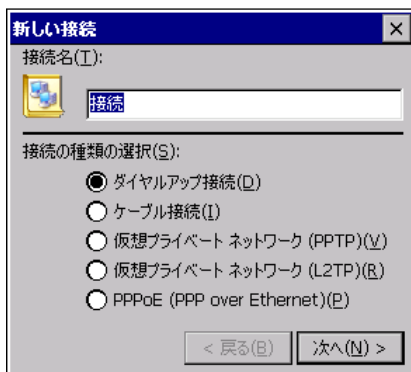 新しい接続
接続名(T):
接続
接続の種類の選択(S):
ダイヤルアップ接続(D)
ケーブル接続(I)
仮想プライベート ネットワーク (PPTP)(V)
仮想プライベート ネットワーク (L2TP)(R)
PPPoE (PPP over Ethernet)(P)
< 戻る(B) 次へ(N) >